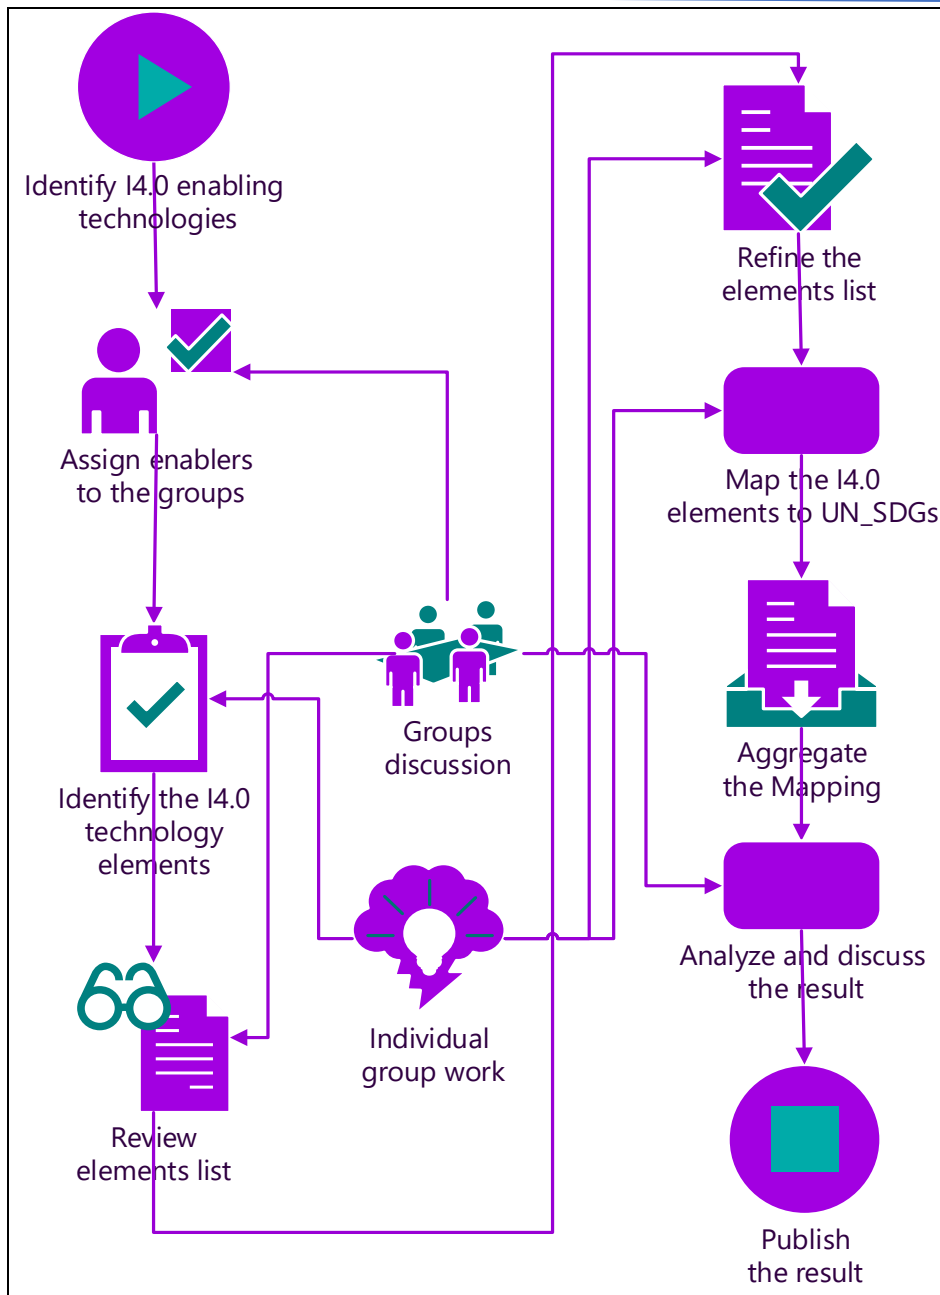 Identify I4.0 enabling
technologies
Assign enablers
to the groups
Identify the I4.0
technology
elements
Review
elements list
Groups
discussion
Individual
group work
Refine the
elements list
Map the I4.0
elements to UN_SDGs
Aggregate
the Mapping
Analyze and discuss
the result
Publish
the result